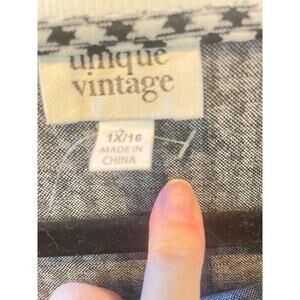 unique
vintage
1X/16
MADE IN
CHINA